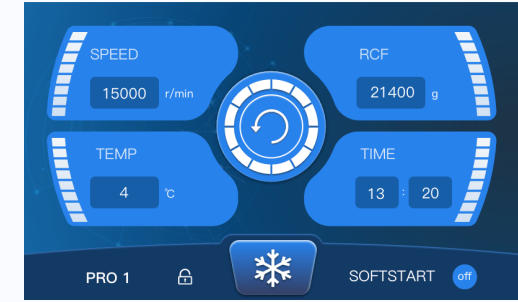 SPEED
15000 r/min
RCF
21400 g
TEMP
4 °C
TIME
13 : 20
PRO 1
SOFTSTART off